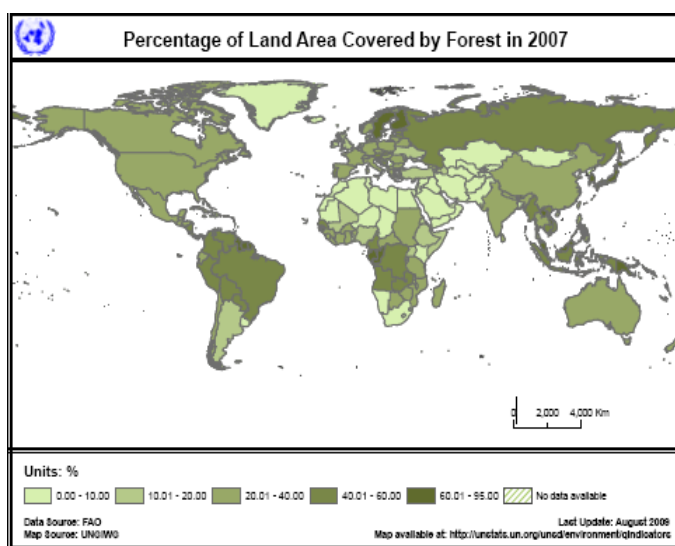 Percentage of Land Area Covered by Forest in 2007
0 2,000 4,000 Km
Units: %
0.00 - 10.00 10.01 - 20.00 20.01 - 40.00 40.01 - 60.00 60.01 - 95.00 No data available
Data Source: FAO Last Update: August 2009
Map Source: UNGIWG Map available at: http://unstats.un.org/unsd/environment/qindicators